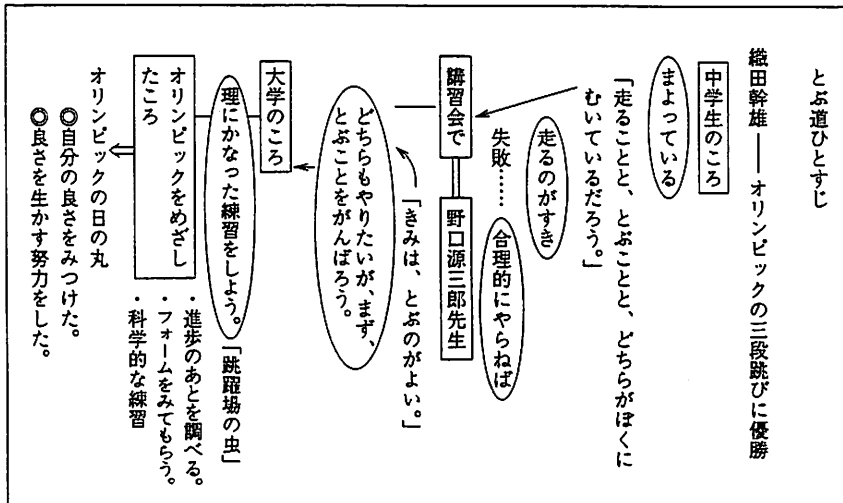 とぶ道ひとすじ
織田幹雄――オリンピックの三段跳びに優勝
中学生のころ
まよっている
「走ることと、とぶことと、どちらがぼくに
むいているだろう。」
走るのがすき
失敗……
合理的にやらねば
講習会で
野口源三郎先生
「きみは、とぶのがよい。」
どちらもやりたいが、まず、
とぶことをがんばろう。
大学のころ
理にかなった練習をしよう。
「跳躍場の虫」
オリンピックをめざし
たころ
・進歩のあとを調べる。
・フォームをみてもらう。
・科学的な練習
オリンピックの日の丸
◎自分の良さをみつけた。
◎良さを生かす努力をした。